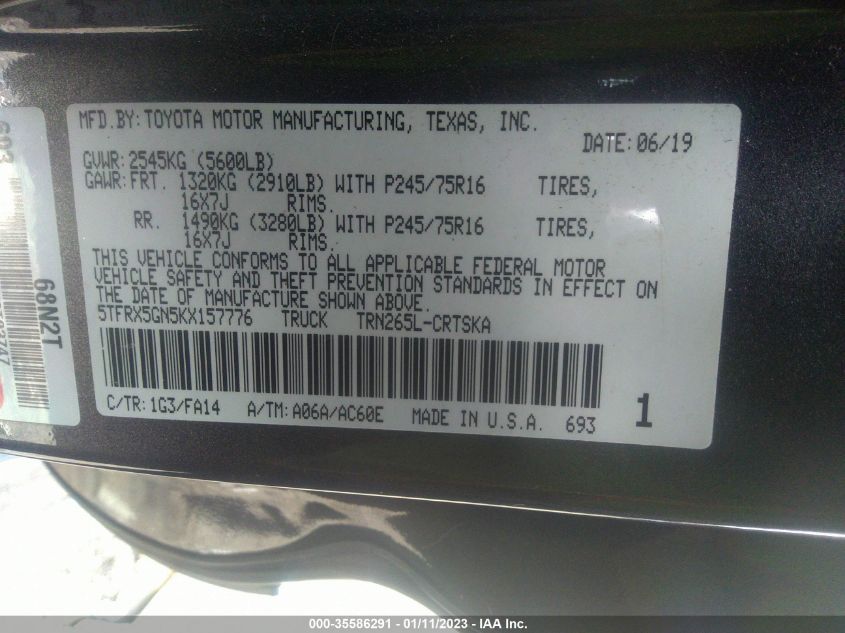 MFD.BY:TOYOTA MOTOR MANUFACTURING, TEXAS, INC.
DATE:06/19
GVWR:2545KG (5600LB)
GAWR:FRT. 1320KG (2910LB) WITH P245/75R16 TIRES,
16X7J RIMS.
RR. 1490KG (3280LB) WITH P245/75R16 TIRES,
16X7J RIMS.
THIS VEHICLE CONFORMS TO ALL APPLICABLE FEDERAL MOTOR
VEHICLE SAFETY AND THEFT PREVENTION STANDARDS IN EFFECT ON
THE DATE OF MANUFACTURE SHOWN ABOVE.
5TFRX5GN5KX157776 TRUCK TRN265L-CRTSKA
C/TR:1G3/FA14 A/TM:A06A/AC60E MADE IN U.S.A. 693 1
68N2T
000-35586291 - 01/11/2023 - IAA Inc.